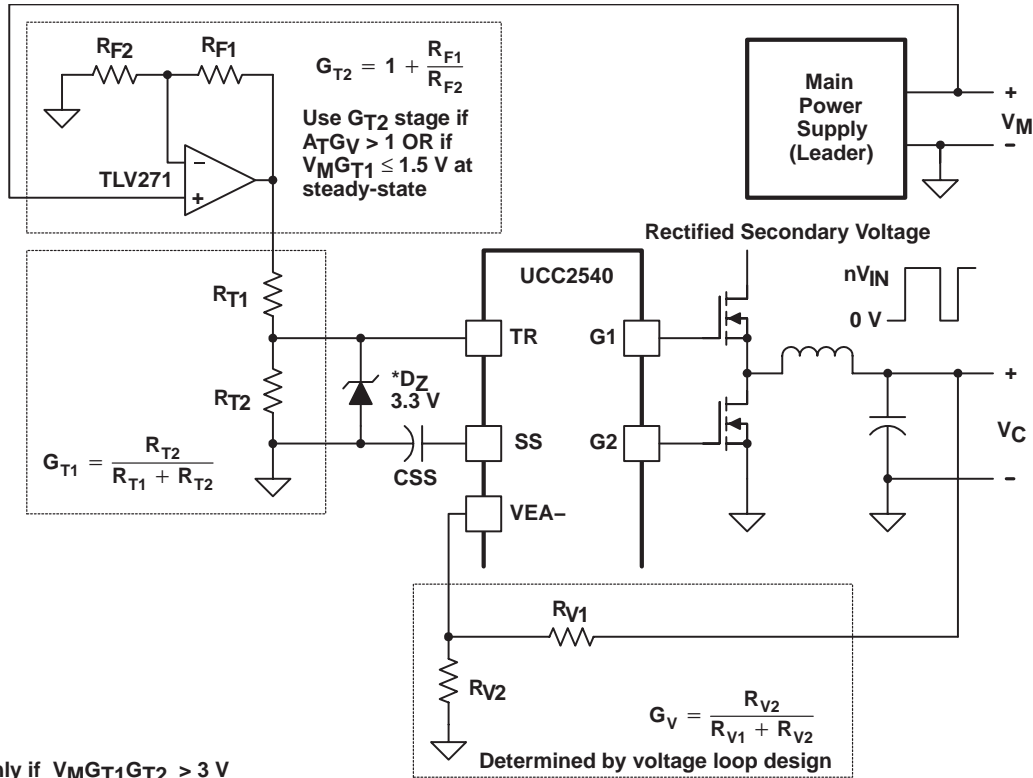 RF2
RF1
GT2 = 1 + RF1 / RF2
Use GT2 stage if
ATGV > 1 OR if
VMGT1 ≤ 1.5 V at
steady-state
−
+
TLV271
Main
Power
Supply
(Leader)
+
VM
−
Rectified Secondary Voltage
nVIN
0 V
RT1
RT2
GT1 = RT2 / RT1 + RT2
*DZ
3.3 V
CSS
UCC2540
TR
SS
VEA−
G1
G2
+
VC
−
RV1
RV2
GV = RV2 / RV1 + RV2
Determined by voltage loop design
only if VMGT1GT2 > 3 V